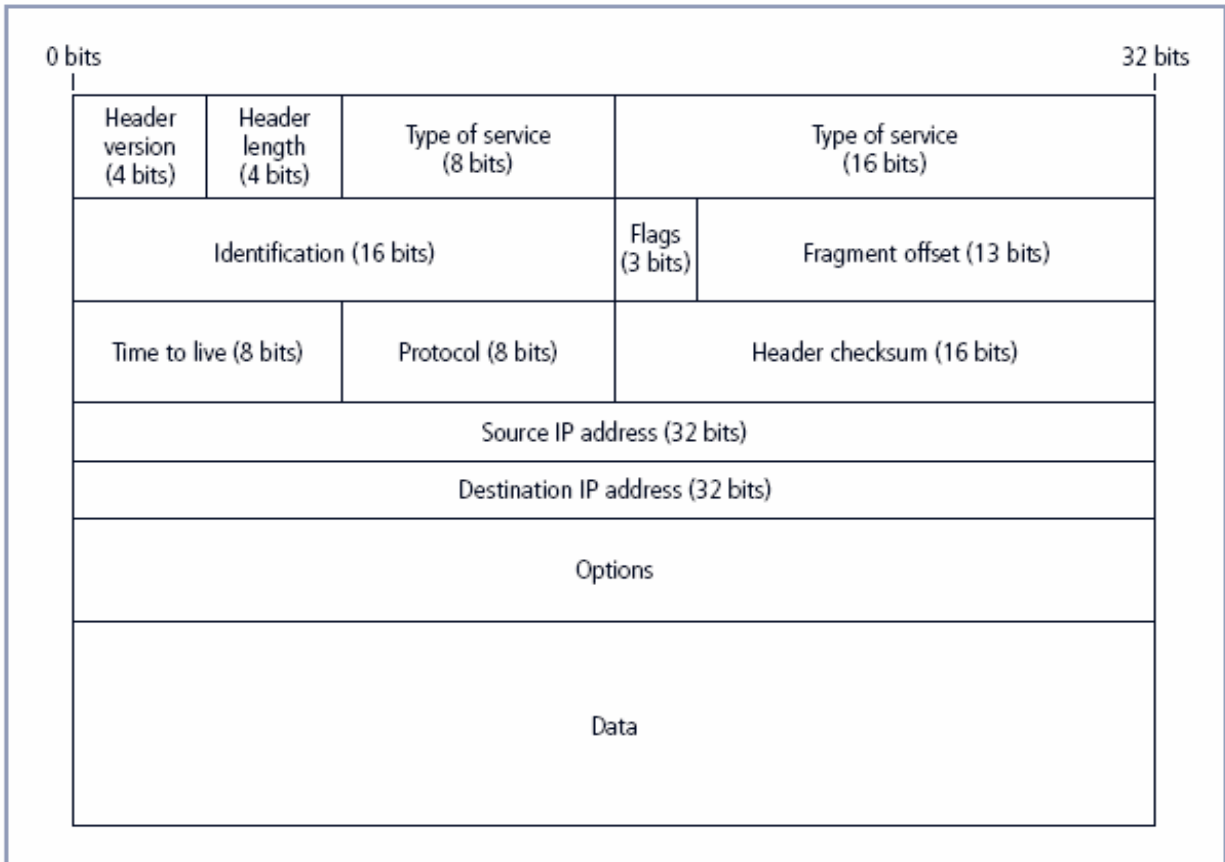 0 bits
32 bits
Header
version
(4 bits)
Header
length
(4 bits)
Type of service
(8 bits)
Type of service
(16 bits)
Identification (16 bits)
Flags
(3 bits)
Fragment offset (13 bits)
Time to live (8 bits)
Protocol (8 bits)
Header checksum (16 bits)
Source IP address (32 bits)
Destination IP address (32 bits)
Options
Data